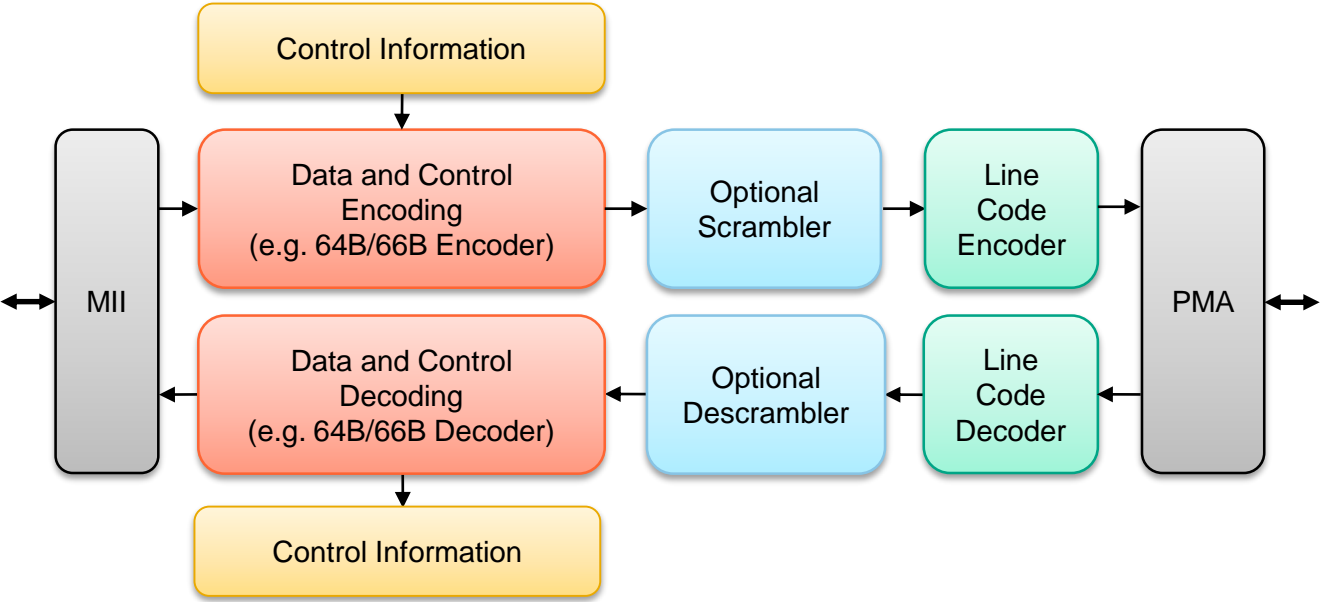 Control Information
MII
Data and Control
Encoding
(e.g. 64B/66B Encoder)
Optional
Scrambler
Line
Code
Encoder
PMA
Data and Control
Decoding
(e.g. 64B/66B Decoder)
Optional
Descrambler
Line
Code
Decoder
Control Information